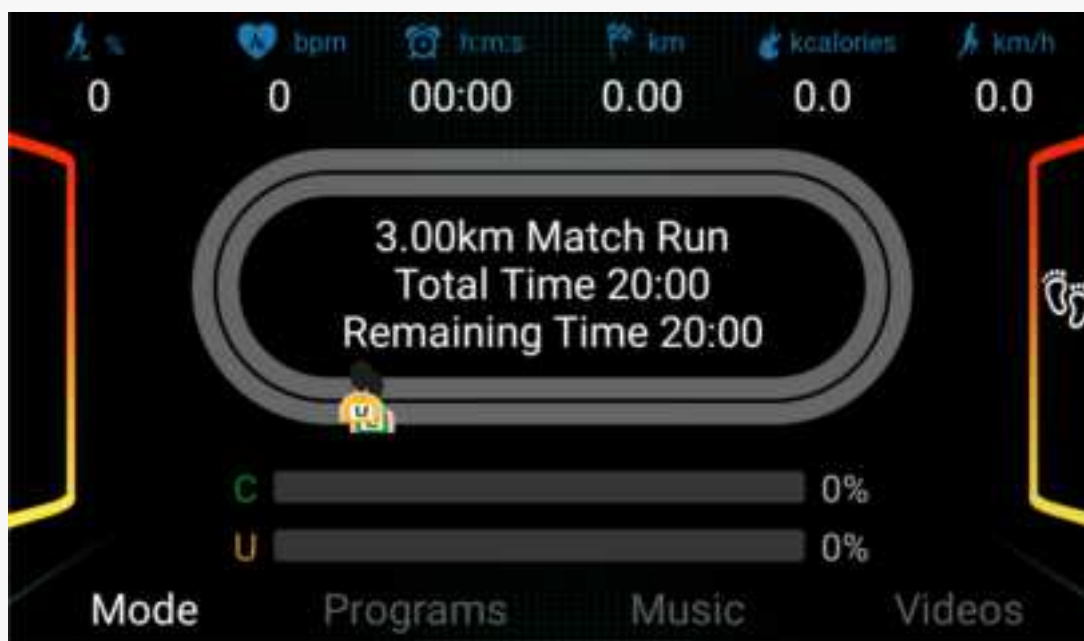 % bpm h:m:s km kcalories km/h
0 0 00:00 0.00 0.0 0.0
3.00km Match Run
Total Time 20:00
Remaining Time 20:00
U
C 0%
U 0%
Mode Programs Music Videos